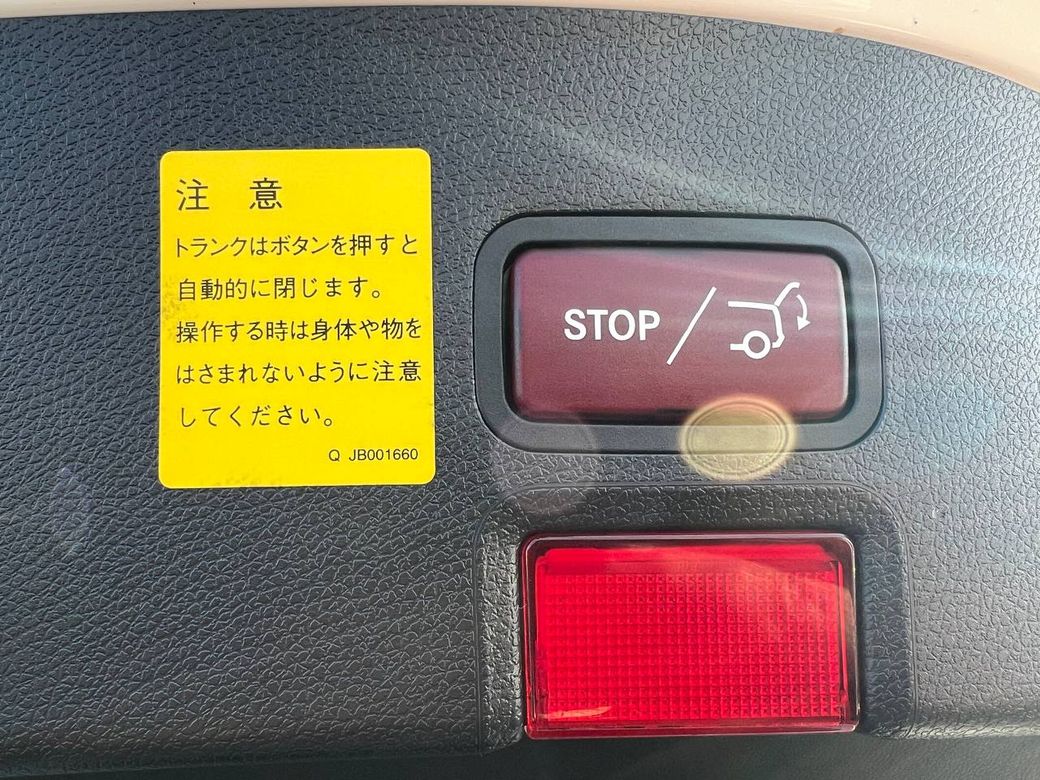 注 意
トランクはボタンを押すと
自動的に閉じます。
操作する時は身体や物を
はさまれないように注意
してください。
Q JB001660
STOP /